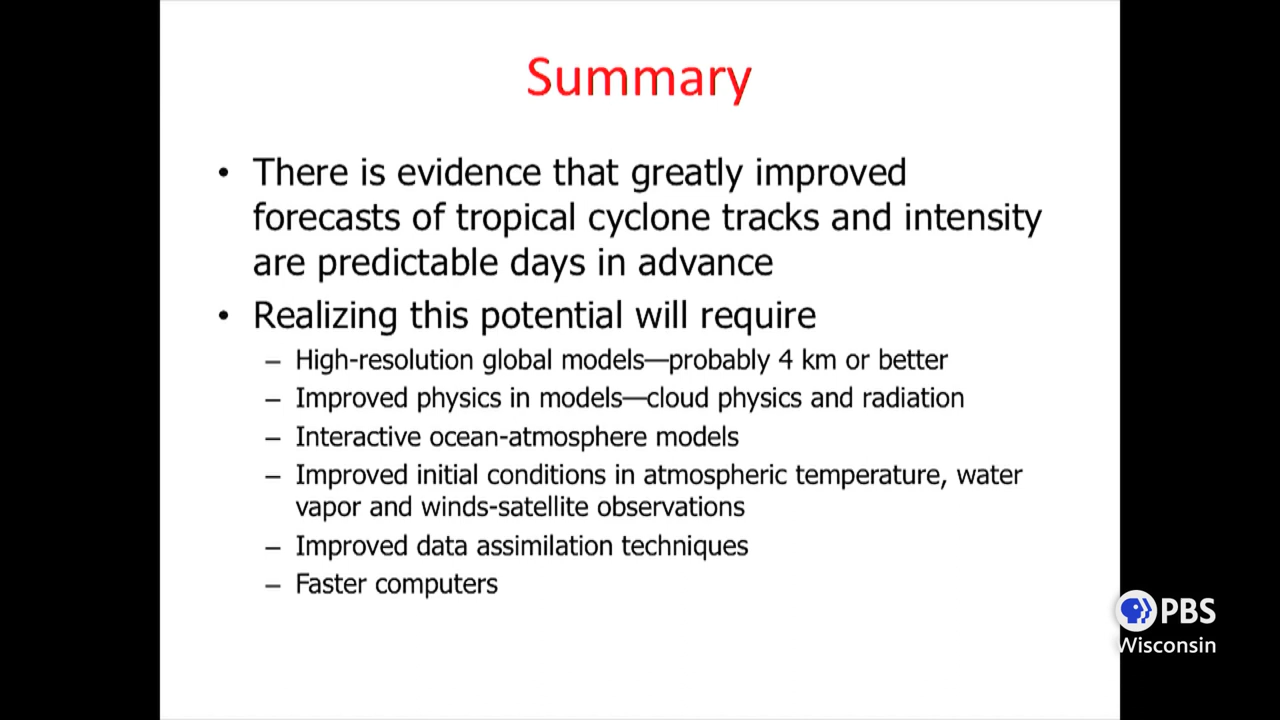 Summary
• There is evidence that greatly improved
forecasts of tropical cyclone tracks and intensity
are predictable days in advance
• Realizing this potential will require
– High-resolution global models—probably 4 km or better
– Improved physics in models—cloud physics and radiation
– Interactive ocean-atmosphere models
– Improved initial conditions in atmospheric temperature, water
vapor and winds-satellite observations
– Improved data assimilation techniques
– Faster computers
PBS
Wisconsin